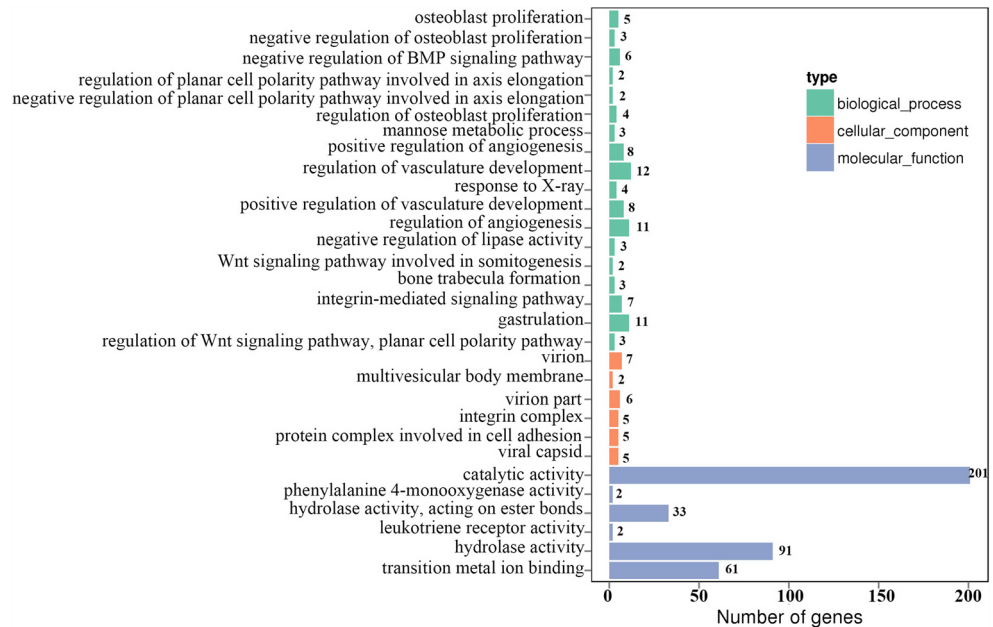 osteoblast proliferation 5
negative regulation of osteoblast proliferation 3
negative regulation of BMP signaling pathway 6
regulation of planar cell polarity pathway involved in axis elongation 2
negative regulation of planar cell polarity pathway involved in axis elongation 2
regulation of osteoblast proliferation 4
mannose metabolic process 3
positive regulation of angiogenesis 8
regulation of vasculature development 12
response to X-ray 4
positive regulation of vasculature development 8
regulation of angiogenesis 11
negative regulation of lipase activity 3
Wnt signaling pathway involved in somitogenesis 2
bone trabecula formation 3
integrin-mediated signaling pathway 7
gastrulation 11
regulation of Wnt signaling pathway, planar cell polarity pathway 3
virion 7
multivesicular body membrane 2
virion part 6
integrin complex 5
protein complex involved in cell adhesion 5
viral capsid 5
catalytic activity 201
phenylalanine 4-monooxygenase activity 2
hydrolase activity, acting on ester bonds 33
leukotriene receptor activity 2
hydrolase activity 91
transition metal ion binding 61
0 50 100 150 200
Number of genes
type
biological_process
cellular_component
molecular_function